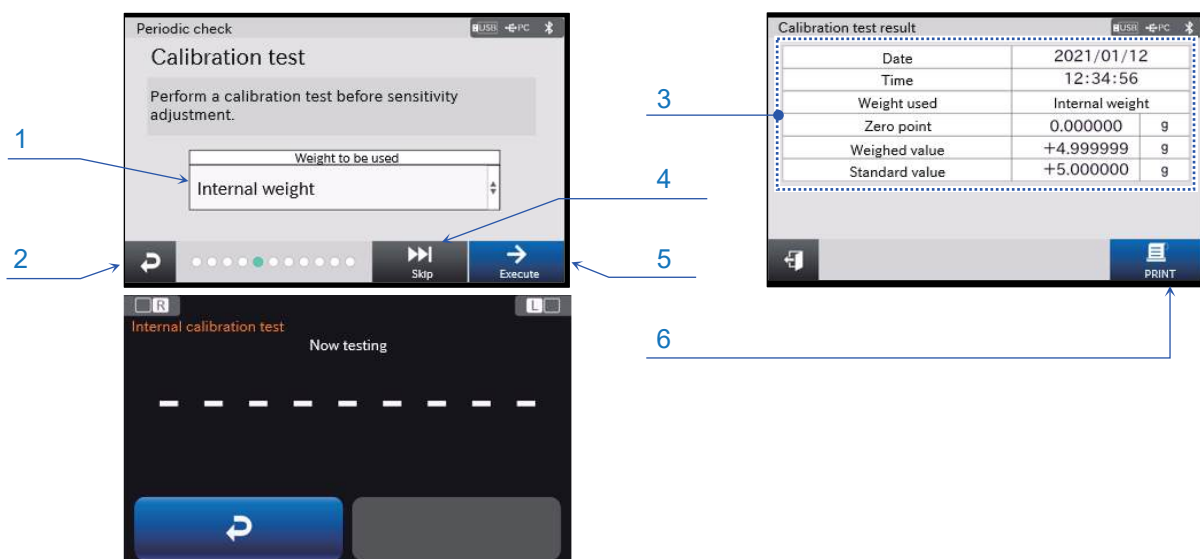 Periodic check
USB PC
Calibration test
Perform a calibration test before sensitivity
adjustment.
Weight to be used
Internal weight
Skip
Execute
1
2
4
5
R
L
Internal calibration test
Now testing
– – – – – – – – –
Calibration test result
USB PC
Date 2021/01/12
Time 12:34:56
Weight used Internal weight
Zero point 0.000000 g
Weighed value +4.999999 g
Standard value +5.000000 g
PRINT
3
6